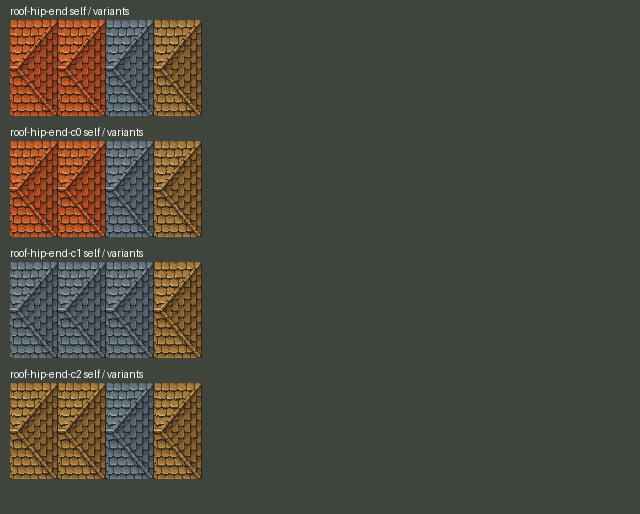 roof-hip-end self / variants
roof-hip-end-c0 self / variants
roof-hip-end-c1 self / variants
roof-hip-end-c2 self / variants